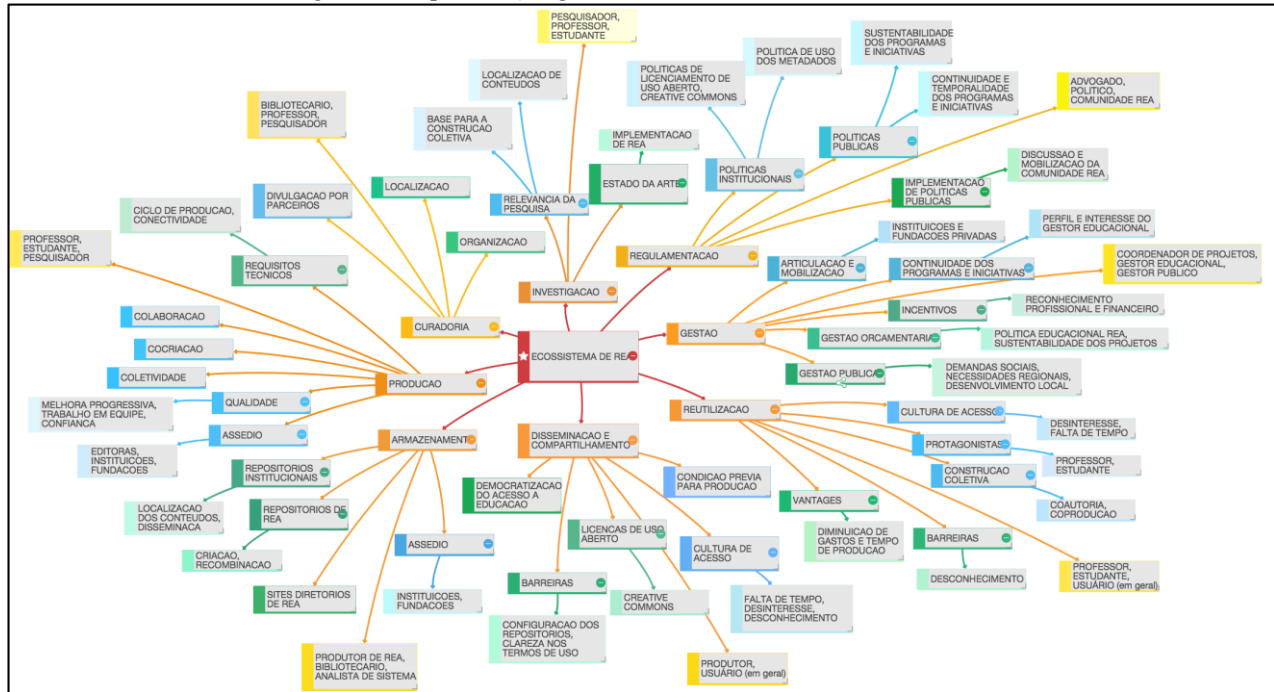 PESQUISADOR,
PROFESSOR,
ESTUDANTE
LOCALIZACAO DE
CONTEUDOS
BASE PARA A
CONSTRUCAO
COLETIVA
BIBLIOTECARIO,
PROFESSOR,
PESQUISADOR
DIVULGACAO POR
PARCEIROS
LOCALIZACAO
ORGANIZACAO
CURADORIA
RELEVANCIA DA
PESQUISA
IMPLEMENTACAO
DE REA
ESTADO DA ARTE
INVESTIGACAO
POLITICAS DE
LICENCIAMENTO DE
USO ABERTO,
CREATIVE COMMONS
POLITICA DE USO
DOS METADADOS
POLITICAS
INSTITUCIONAIS
SUSTENTABILIDADE
DOS PROGRAMAS
E INICIATIVAS
CONTINUIDADE E
TEMPORALIDADE
DOS PROGRAMAS
E INICIATIVAS
POLITICAS
PUBLICAS
ADVOGADO,
POLITICO,
COMUNIDADE REA
DISCUSSAO E
MOBILIZACAO DA
COMUNIDADE REA
IMPLEMENTACAO
DE POLITICAS
PUBLICAS
REGULAMENTACAO
INSTITUICOES E
FUNDACOES PRIVADAS
ARTICULACAO E
MOBILIZACAO
PERFIL E INTERESSE DO
GESTOR EDUCACIONAL
CONTINUIDADE DOS
PROGRAMAS E INICIATIVAS
COORDENADOR DE PROJETOS,
GESTOR EDUCACIONAL,
GESTOR PUBLICO
INCENTIVOS
RECONHECIMENTO
PROFISSIONAL E FINANCEIRO
GESTAO
GESTAO ORCAMENTARIA
POLITICA EDUCACIONAL REA,
SUSTENTABILIDADE DOS PROJETOS
GESTAO PUBLICA
DEMANDAS SOCIAIS,
NECESSIDADES REGIONAIS,
DESENVOLVIMENTO LOCAL
ECOSSISTEMA DE REA
CICLO DE PRODUCAO,
CONECTIVIDADE
REQUISITOS
TECNICOS
PROFESSOR,
ESTUDANTE,
PESQUISADOR
COLABORACAO
COCRIACAO
COLETIVIDADE
PRODUCAO
QUALIDADE
MELHORA PROGRESSIVA,
TRABALHO EM EQUIPE,
CONFIANCA
ASSEDIO
EDITORAS,
INSTITUICOES,
FUNDACOES
ARMAZENAMENT
REPOSITORIOS
INSTITUCIONAIS
LOCALIZACAO
DOS CONTEUDOS,
DISSEMINACA
REPOSITORIOS DE
REA
CRIACAO,
RECOMBINACAO
SITES DIRETORIOS
DE REA
PRODUTOR DE REA,
BIBLIOTECARIO,
ANALISTA DE SISTEMA
ASSEDIO
INSTITUICOES,
FUNDACOES
DISSEMINACAO E
COMPARTILHAMENTO
DEMOCRATIZACAO
DO ACESSO A
EDUCACAO
BARREIRAS
CONFIGURACAO DOS
REPOSITORIOS,
CLAREZA NOS
TERMOS DE USO
LICENCAS DE USO
ABERTO
CREATIVE
COMMONS
CONDICAO PREVIA
PARA PRODUCAO
CULTURA DE
ACESSO
FALTA DE TEMPO,
DESINTERESSE,
DESCONHECIMENTO
PRODUTOR,
USUÁRIO (em geral)
REUTILIZACAO
CULTURA DE ACESSO
DESINTERESSE,
FALTA DE TEMPO
PROTAGONISTAS
PROFESSOR,
ESTUDANTE
CONSTRUCAO
COLETIVA
COAUTORIA,
COPRODUCAO
VANTAGES
DIMINUICAO DE
GASTOS E TEMPO
DE PRODUCAO
BARREIRAS
DESCONHECIMENTO
PROFESSOR,
ESTUDANTE,
USUÁRIO (em geral)